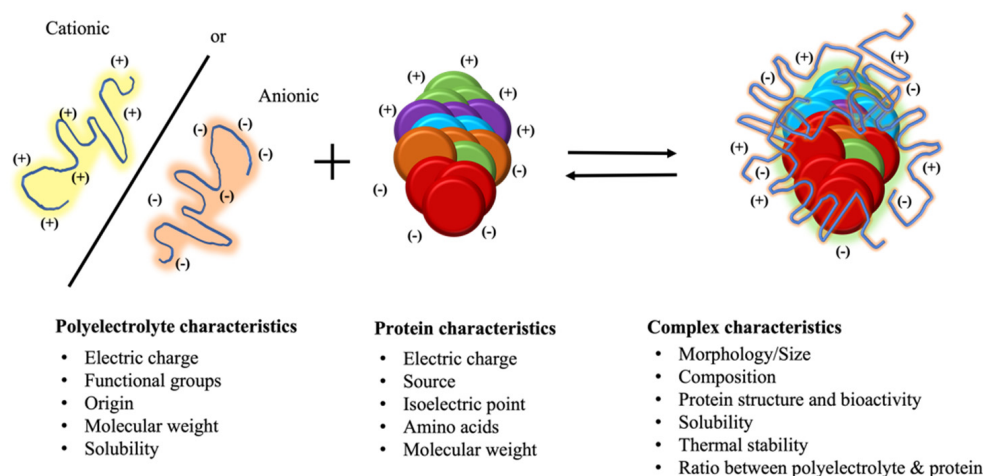 Cationic
or
Anionic
(+)
(+)
(+)
(+)
(+)
(+)
(-)
(-)
(-)
(-)
(-)
(-)
+
(+)
(+)
(+)
(+)
(-)
(-)
(-)
(-)
(+)
(+)
(-)
(-)
(+)
(+)
(-)
(-)
(+)
(-)
Polyelectrolyte characteristics
• Electric charge
• Functional groups
• Origin
• Molecular weight
• Solubility
Protein characteristics
• Electric charge
• Source
• Isoelectric point
• Amino acids
• Molecular weight
Complex characteristics
• Morphology/Size
• Composition
• Protein structure and bioactivity
• Solubility
• Thermal stability
• Ratio between polyelectrolyte & protein